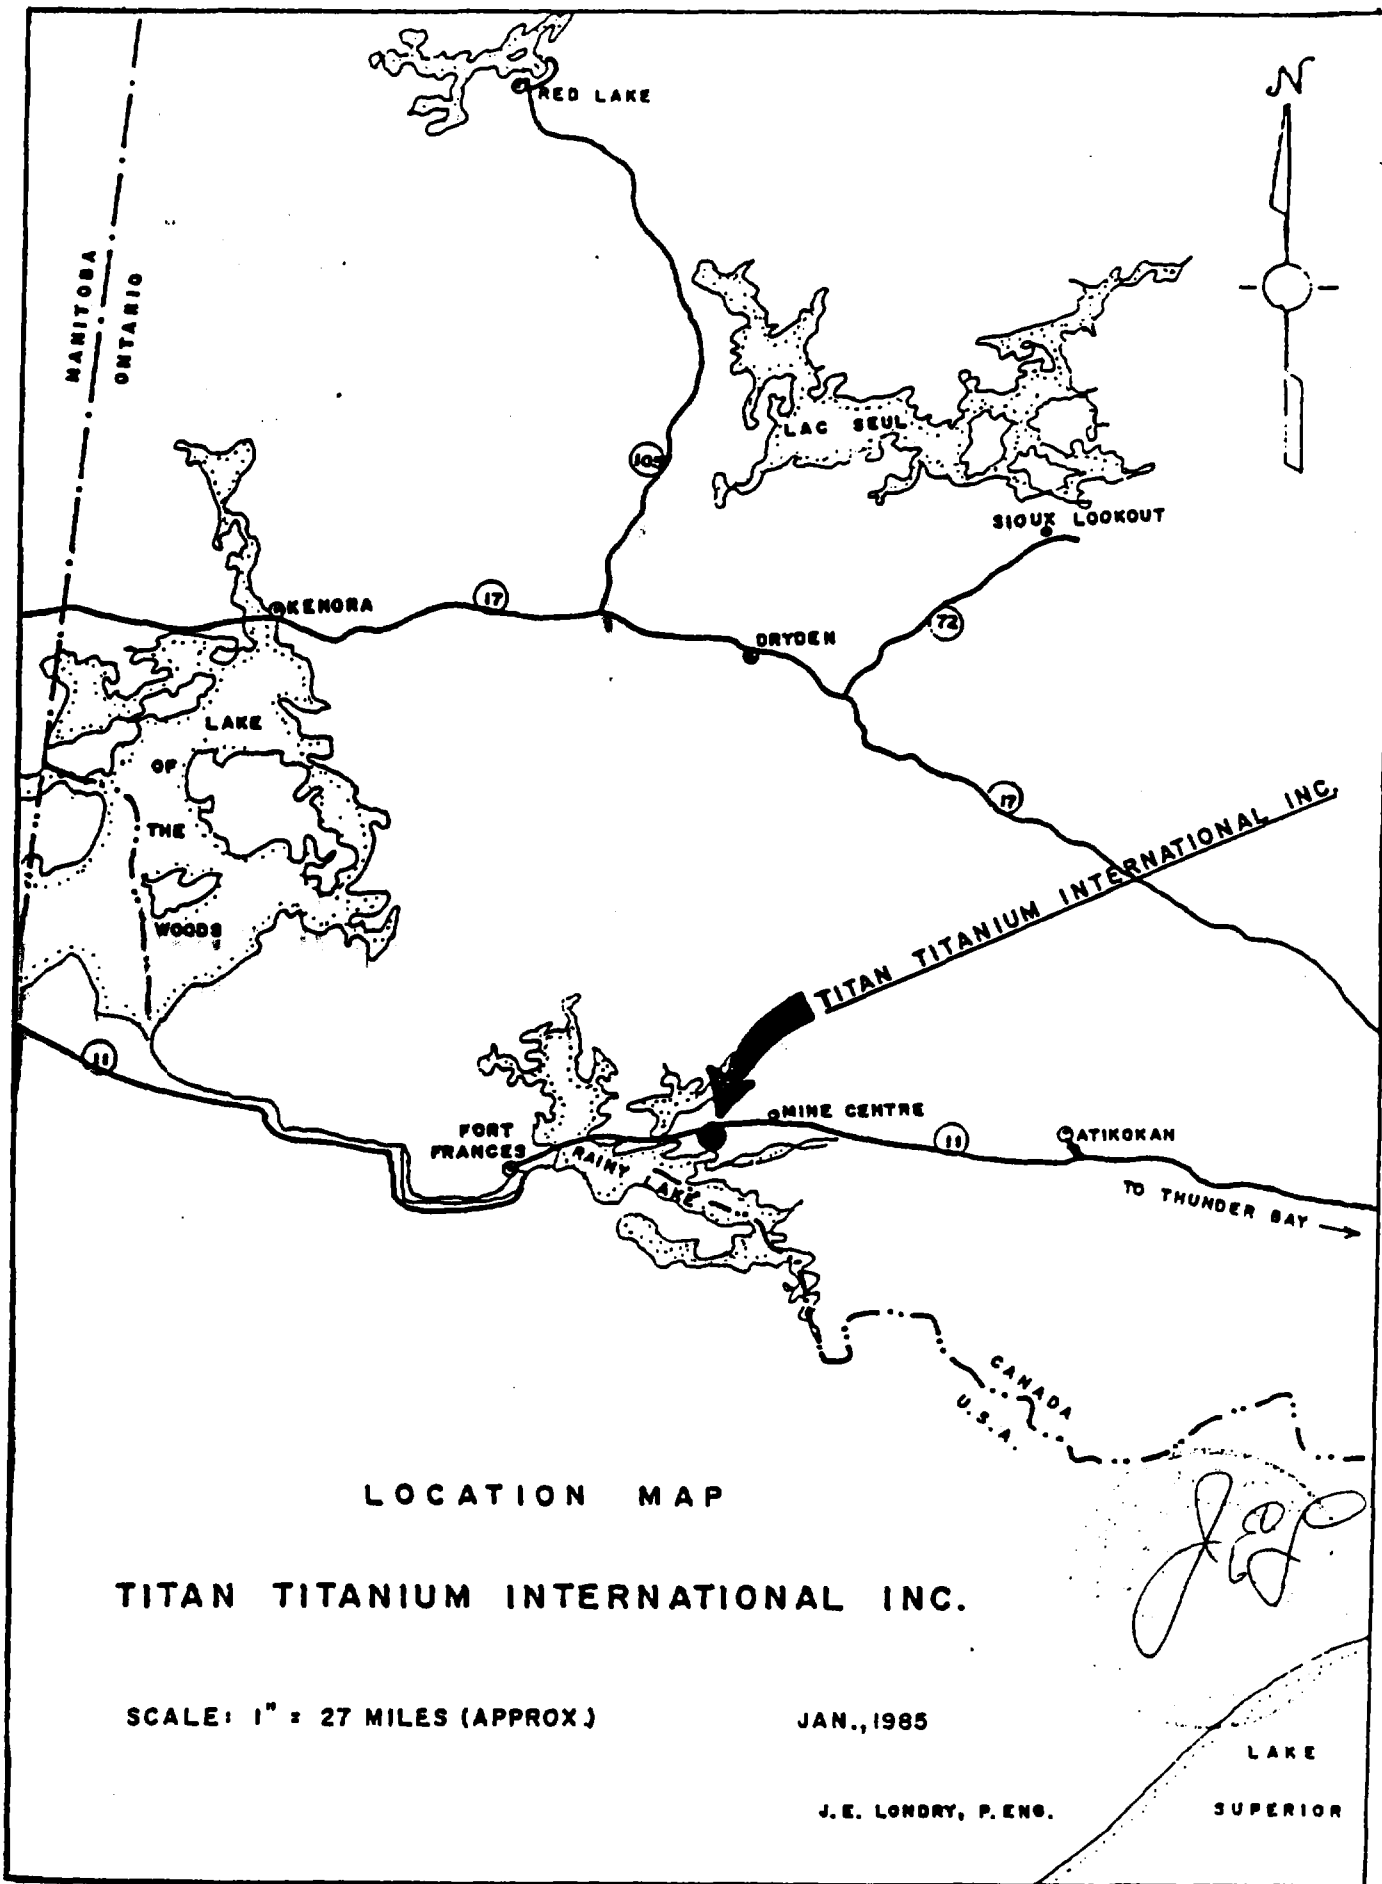 N
RED LAKE
MANITOBA
ONTARIO
LAC SEUL
105
SIOUX LOOKOUT
KENORA
17
72
DRYDEN
LAKE
OF
THE
WOODS
17
TITAN TITANIUM INTERNATIONAL INC.
11
MINE CENTRE
FORT
FRANCES
RAINY
LAKE
11
ATIKOKAN
TO THUNDER BAY
CANADA
U.S.A.
LOCATION MAP
TITAN TITANIUM INTERNATIONAL INC.
SCALE: 1" = 27 MILES (APPROX.)
JAN., 1985
J.E. LONDRY, P. ENG.
LAKE
SUPERIOR